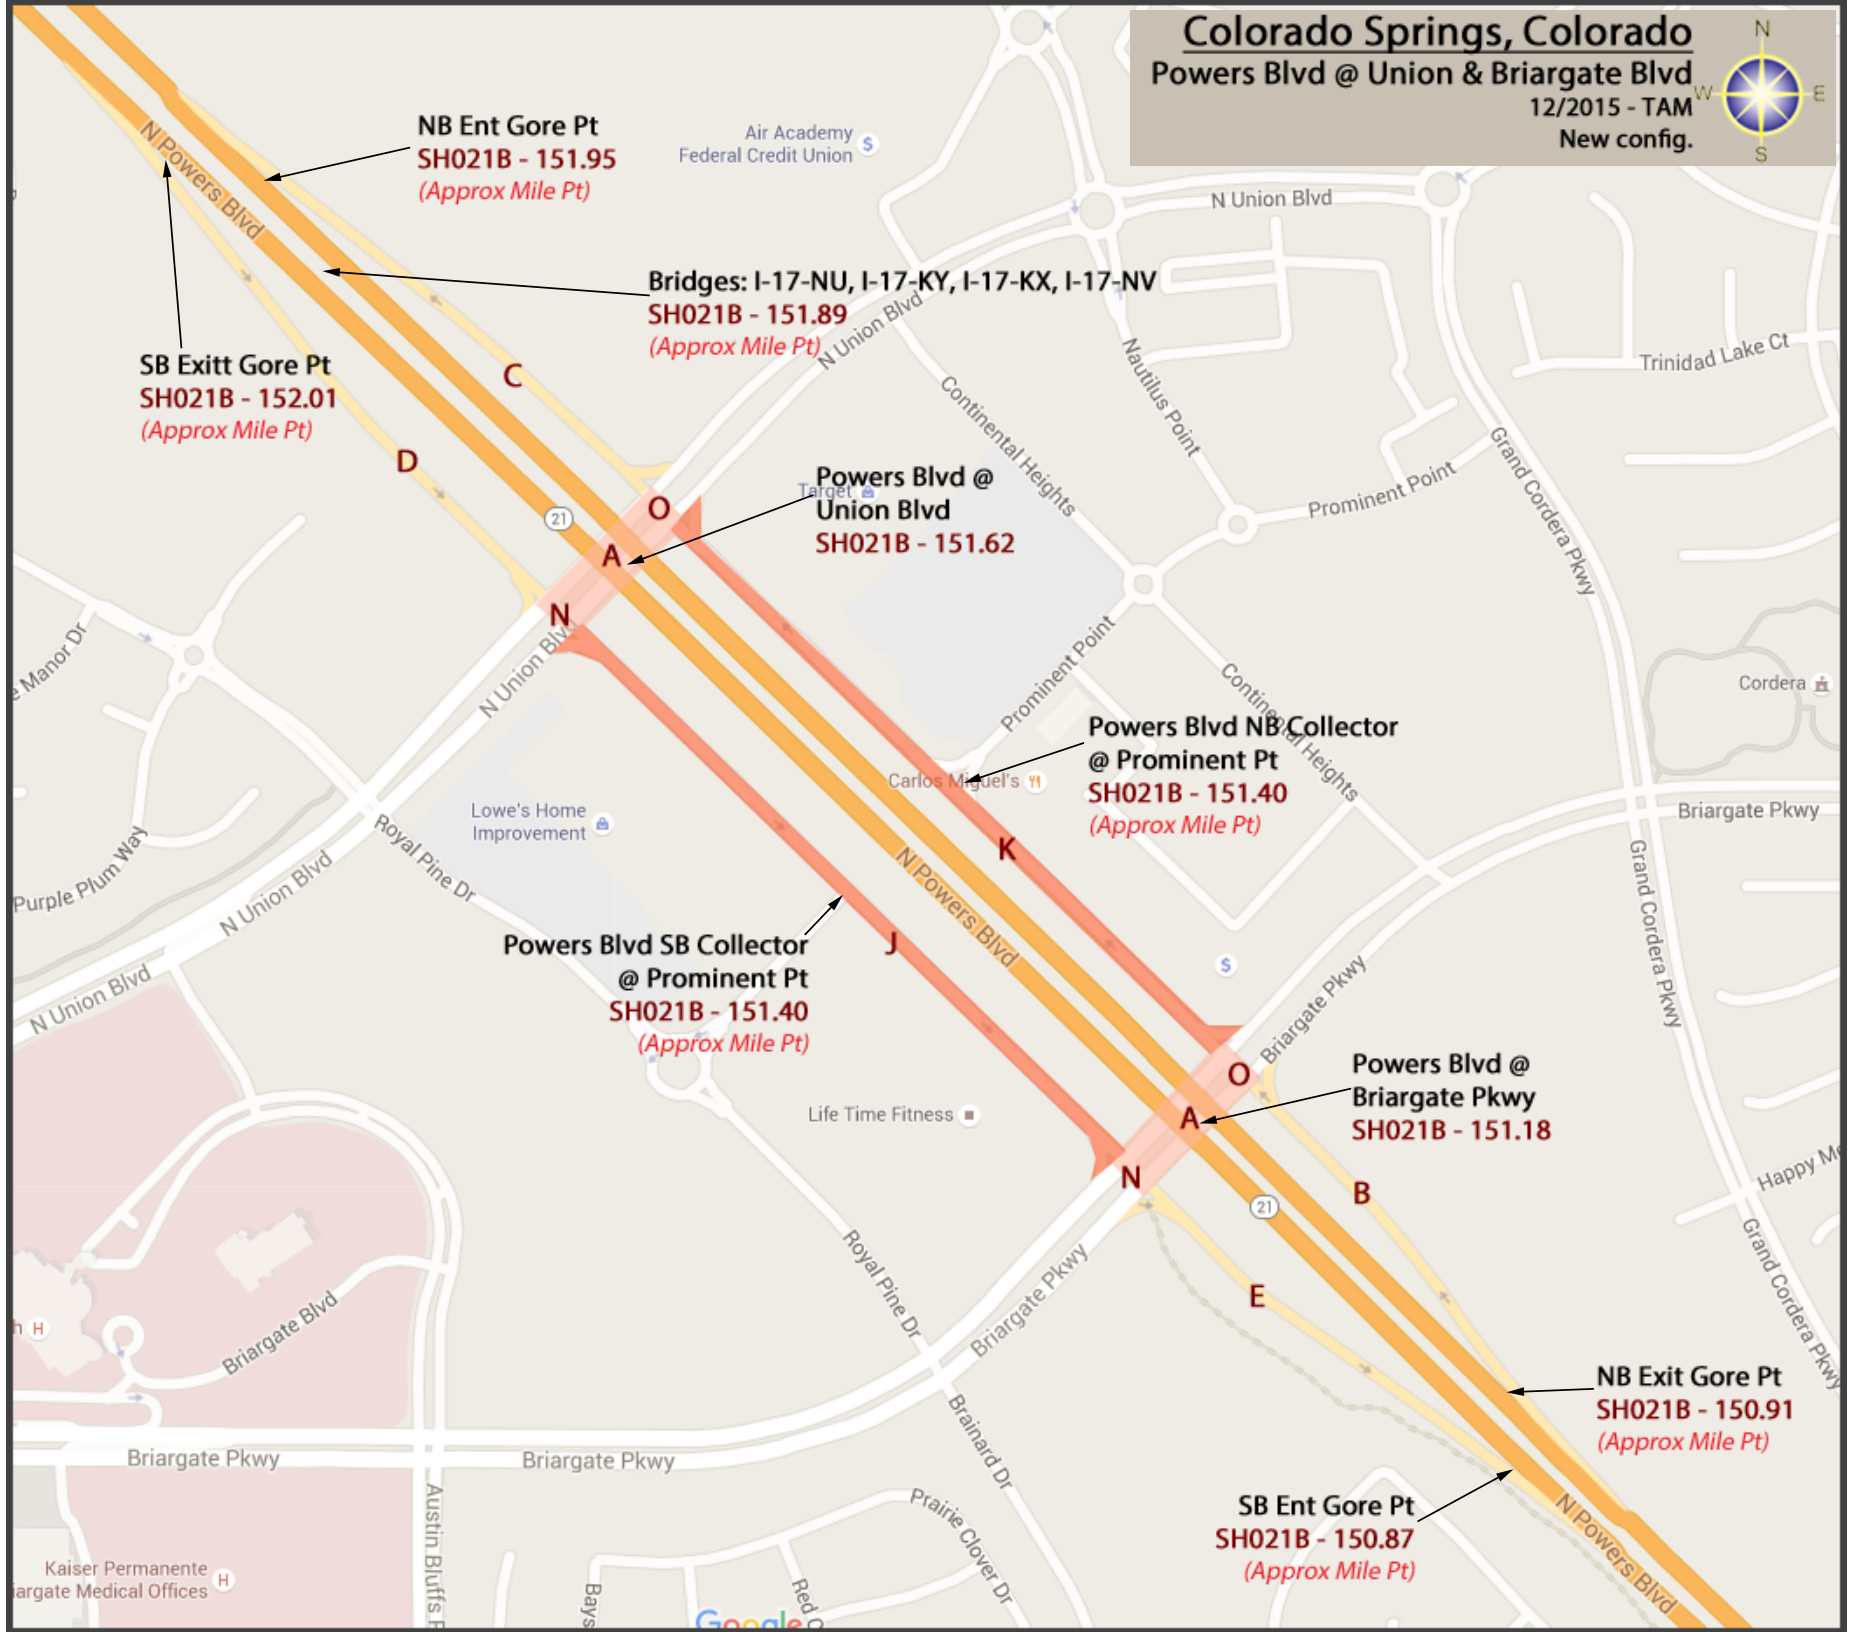 Colorado Springs, Colorado
Powers Blvd @ Union & Briargate Blvd
12/2015 - TAM
New config.
N
W
E
S
NB Ent Gore Pt
SH021B - 151.95
(Approx Mile Pt)
N Powers Blvd
Air Academy
Federal Credit Union
$
N Union Blvd
Bridges: I-17-NU, I-17-KY, I-17-KX, I-17-NV
SH021B - 151.89
(Approx Mile Pt)
N Union Blvd
SB Exitt Gore Pt
SH021B - 152.01
(Approx Mile Pt)
C
D
Nautilus Point
Trinidad Lake Ct
Continental Heights
Grand Cordera Pkwy
Prominent Point
Powers Blvd @
Union Blvd
SH021B - 151.62
Target
21
O
A
N
N Union Blvd
e Manor Dr
Prominent Point
Continental Heights
Cordera
Powers Blvd NB Collector
@ Prominent Pt
SH021B - 151.40
(Approx Mile Pt)
Carlos Miguel's
Lowe's Home
Improvement
K
Briargate Pkwy
Royal Pine Dr
Purple Plum Way
N Union Blvd
N Powers Blvd
Grand Cordera Pkwy
Powers Blvd SB Collector
@ Prominent Pt
SH021B - 151.40
(Approx Mile Pt)
J
$
N Union Blvd
Briargate Pkwy
Life Time Fitness
O
A
N
Powers Blvd @
Briargate Pkwy
SH021B - 151.18
B
21
Happy Me
E
Royal Pine Dr
Briargate Pkwy
Grand Cordera Pkwy
h H
Briargate Blvd
NB Exit Gore Pt
SH021B - 150.91
(Approx Mile Pt)
Brainard Dr
Briargate Pkwy
Briargate Pkwy
SB Ent Gore Pt
SH021B - 150.87
(Approx Mile Pt)
N Powers Blvd
Prairie Clover Dr
Austin Bluffs P
Kaiser Permanente
iargate Medical Offices
H
Bays
Red C
Google